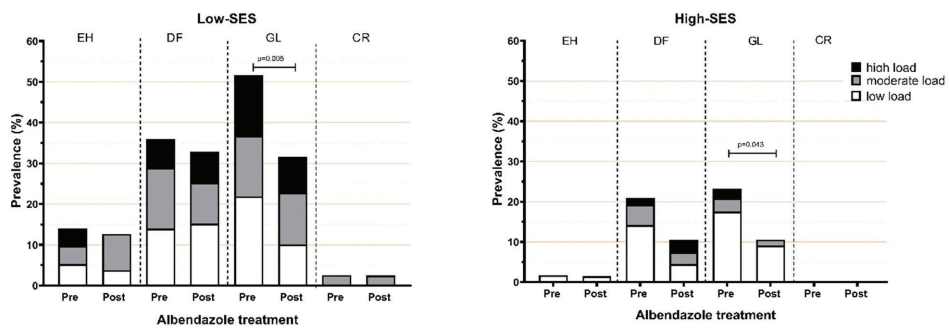 Low-SES
EH DF GL CR
p=0.005
Prevalence (%)
60
50
40
30
20
10
0
Pre Post Pre Post Pre Post Pre Post
Albendazole treatment
High-SES
EH DF GL CR
p=0.043
high load
moderate load
low load
Prevalence (%)
60
50
40
30
20
10
0
Pre Post Pre Post Pre Post Pre Post
Albendazole treatment